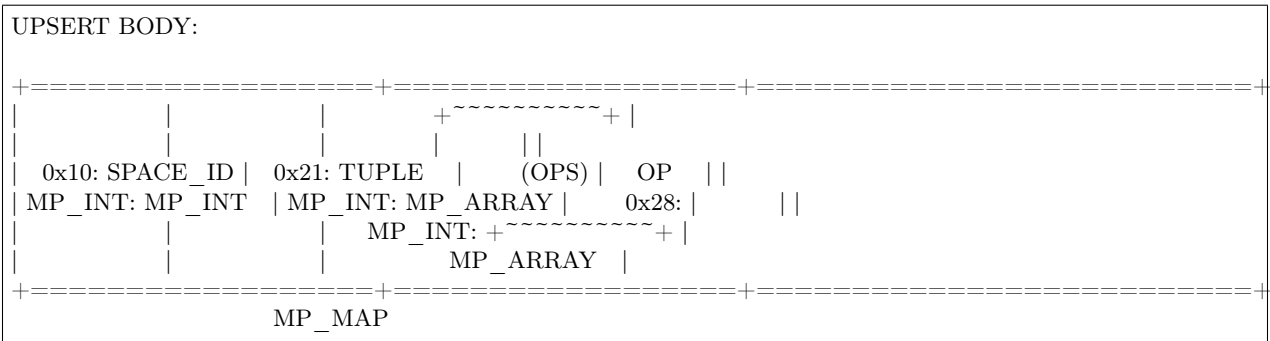 UPSERT BODY:
+==================+==================+==========================+
| | | +~~~~~~~~~~+ |
| | | | | |
| 0x10: SPACE_ID | 0x21: TUPLE | (OPS) | OP | |
| MP_INT: MP_INT | MP_INT: MP_ARRAY | 0x28: | | |
| | | MP_INT: +~~~~~~~~~~+ |
| | | MP_ARRAY |
+==================+==================+==========================+
MP_MAP